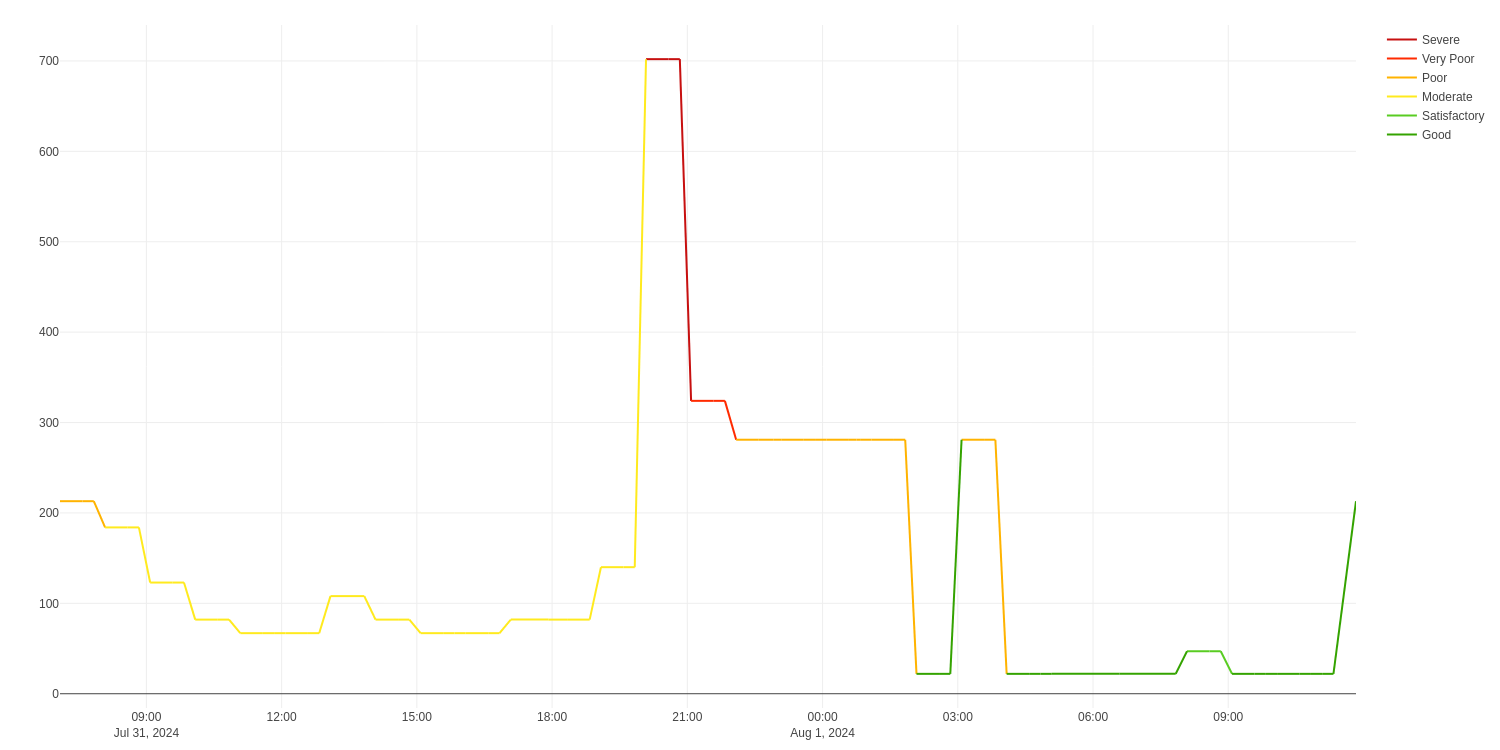 700
600
500
400
300
200
100
0
09:00
12:00
15:00
18:00
21:00
00:00
03:00
06:00
09:00
Jul 31, 2024
Aug 1, 2024
Severe
Very Poor
Poor
Moderate
Satisfactory
Good